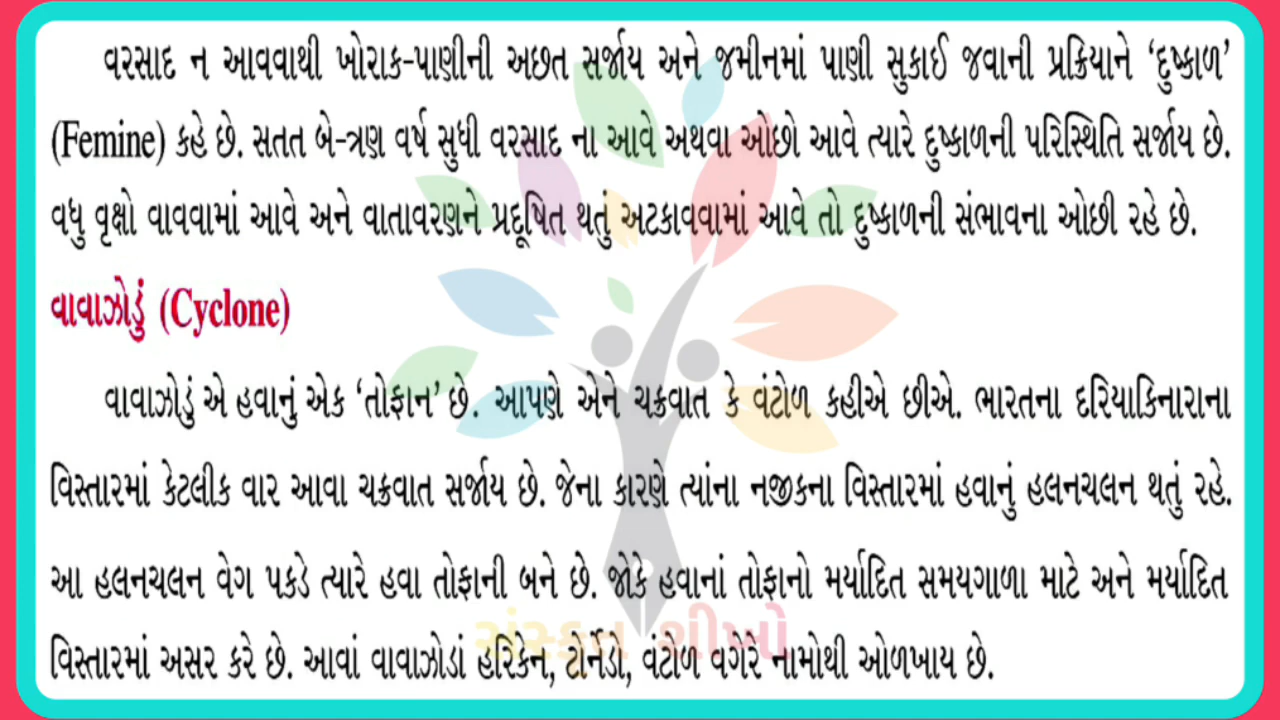 વરસાદ ન આવવાથી ખોરાક-પાણીની અછત સર્જાય અને જમીનમાં પાણી સુકાઈ જવાની પ્રક્રિયાને ‘દુષ્કાળ’
(Femine) કહે છે. સતત બે-ત્રણ વર્ષ સુધી વરસાદ ના આવે અથવા ઓછો આવે ત્યારે દુષ્કાળની પરિસ્થિતિ સર્જાય છે.
વધુ વૃક્ષો વાવવામાં આવે અને વાતાવરણને પ્રદૂષિત થતું અટકાવવામાં આવે તો દુષ્કાળની સંભાવના ઓછી રહે છે.
વાવાઝોડું (Cyclone)
વાવાઝોડું એ હવાનું એક ‘તોફાન’ છે. આપણે એને ચક્રવાત કે વંટોળ કહીએ છીએ. ભારતના દરિયાકિનારાના
વિસ્તારમાં કેટલીક વાર આવા ચક્રવાત સર્જાય છે. જેના કારણે ત્યાંના નજીકના વિસ્તારમાં હવાનું હલનચલન થતું રહે.
આ હલનચલન વેગ પકડે ત્યારે હવા તોફાની બને છે. જોકે હવાનાં તોફાનો મર્યાદિત સમયગાળા માટે અને મર્યાદિત
વિસ્તારમાં અસર કરે છે. આવાં વાવાઝોડાં હરિકેન, ટોર્નેડો, વંટોળ વગેરે નામોથી ઓળખાય છે.
સંસ્કૃત શીખો